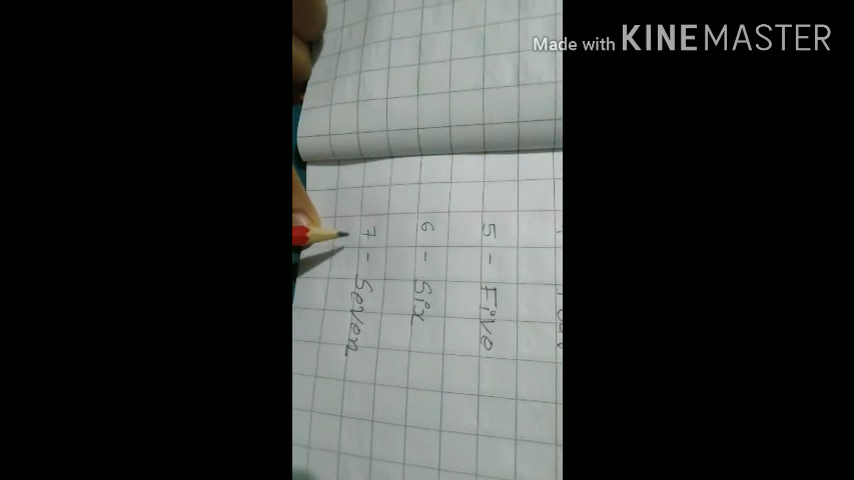 Made with KINEMASTER
5 - Five
6 - Six
7 - Seven